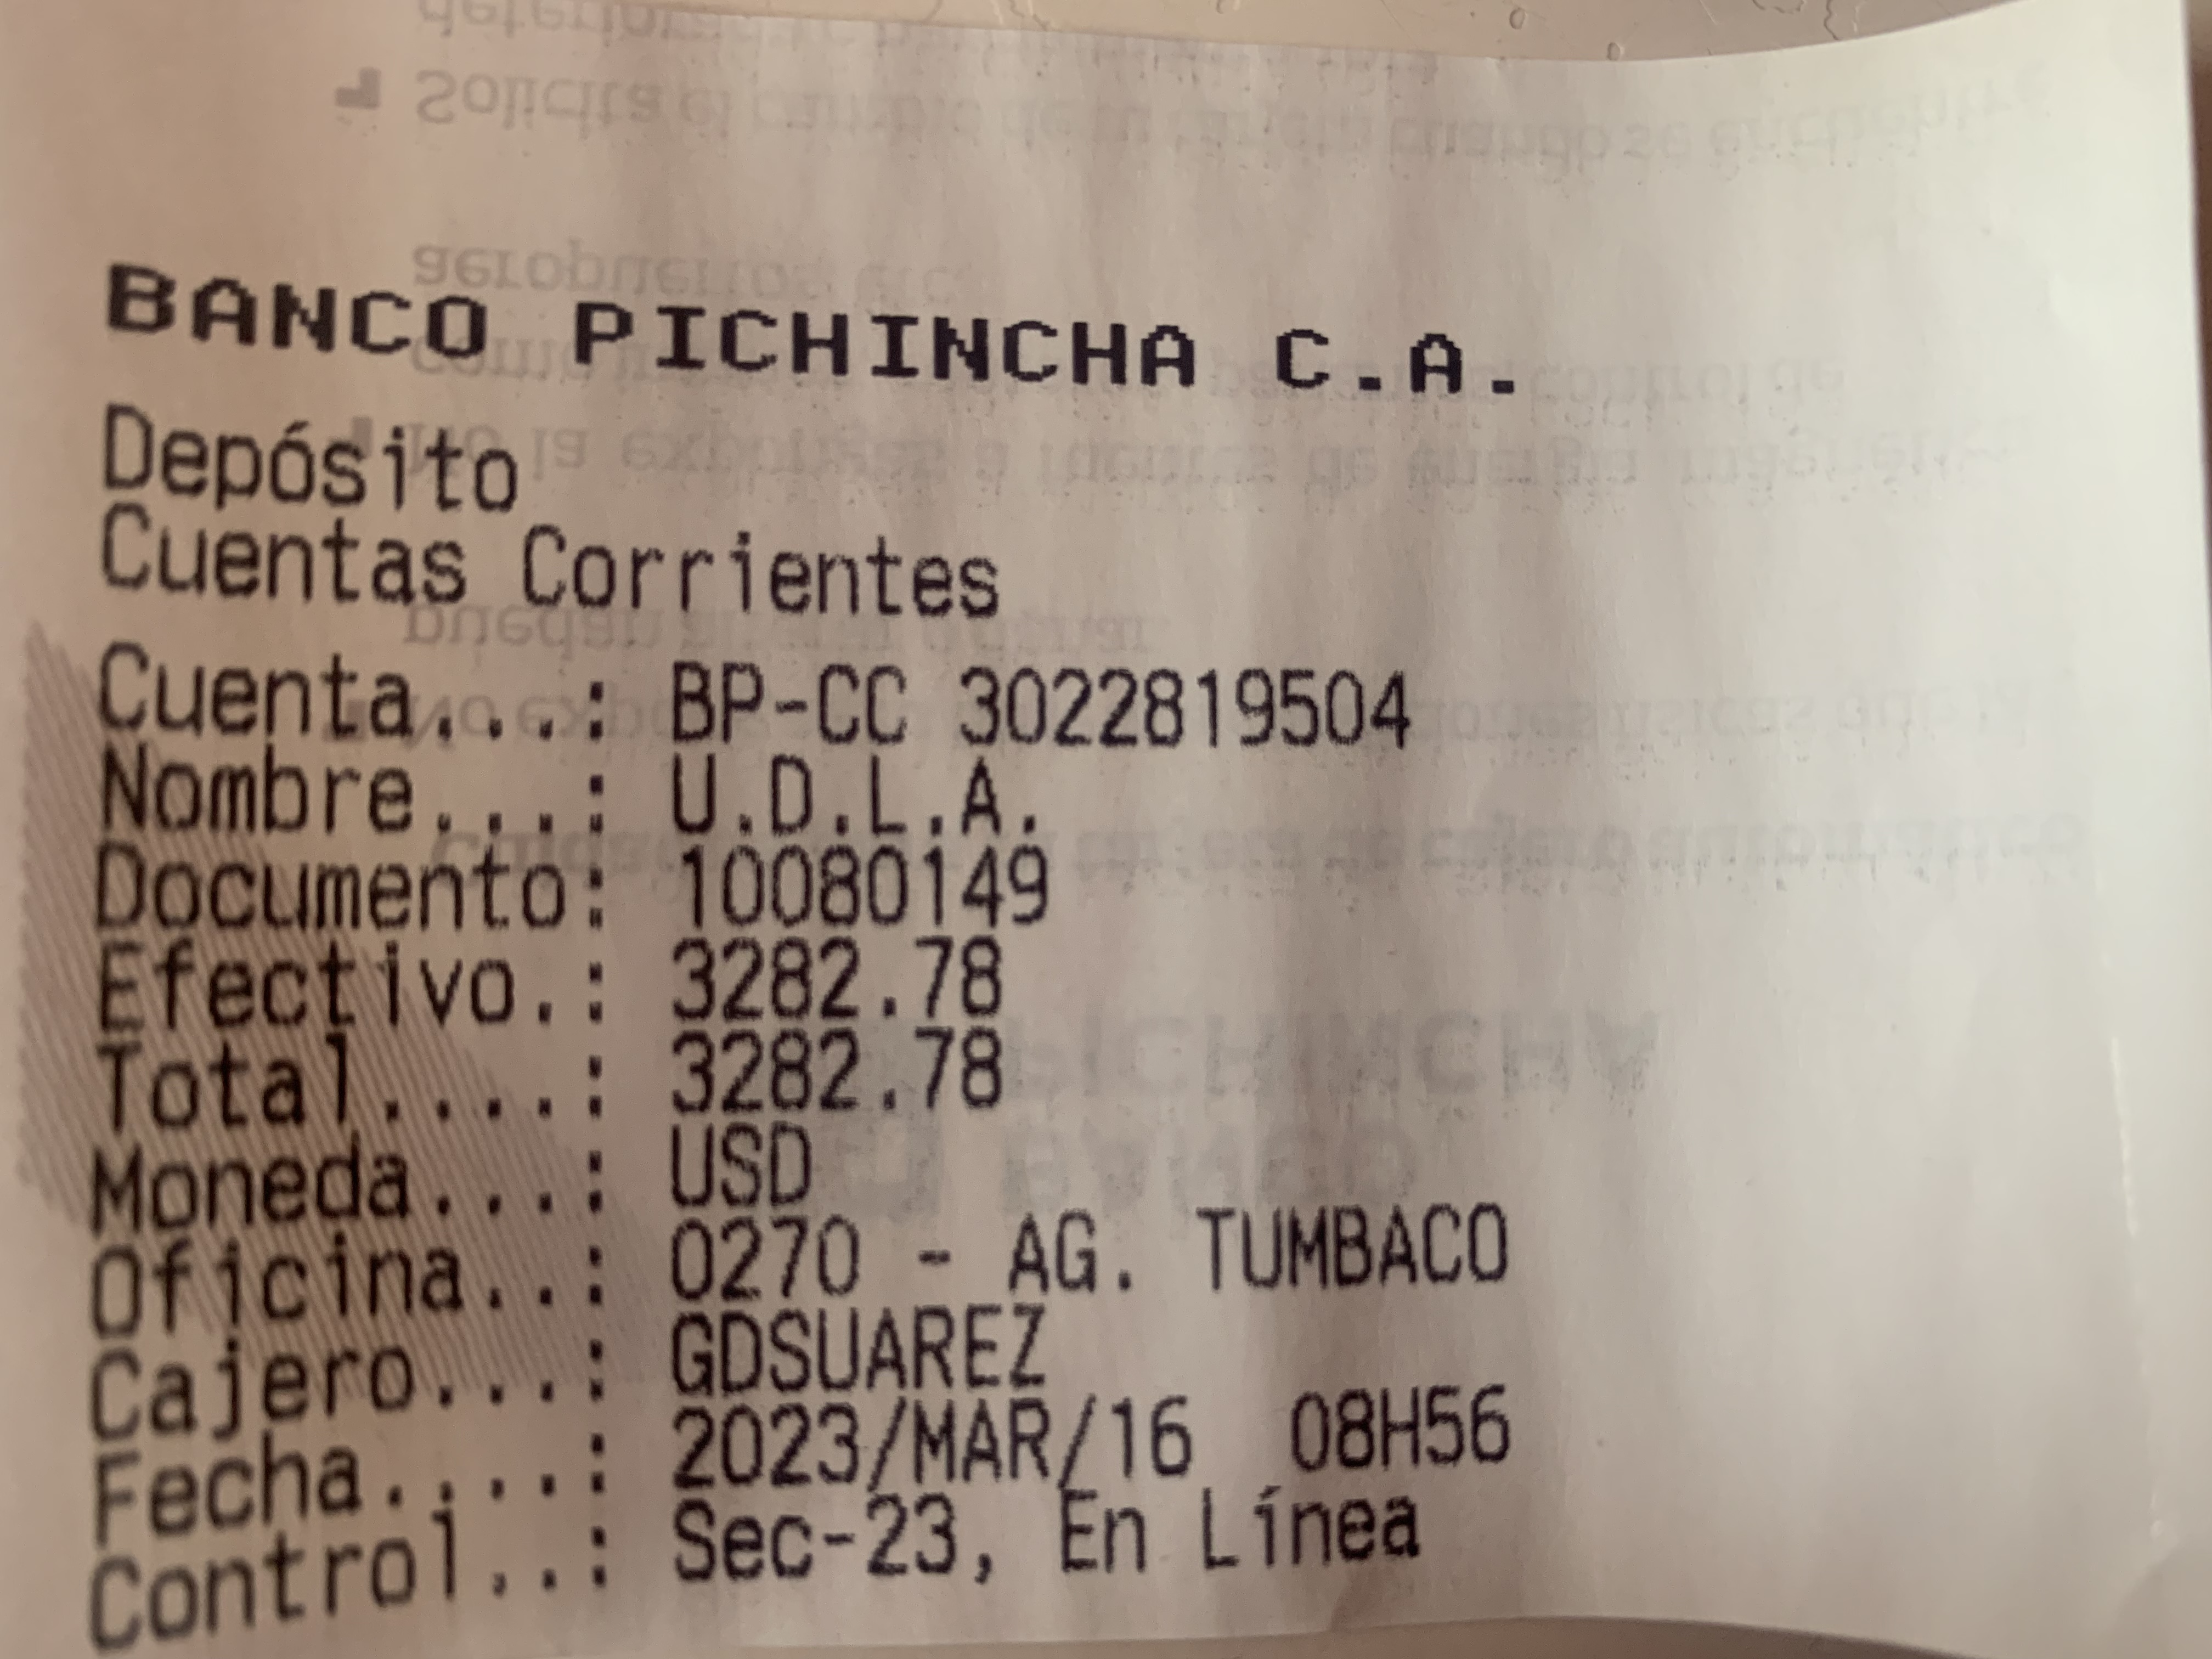 BANCO PICHINCHA C.A.
Depósito
Cuentas Corrientes
Cuenta...: BP-CC 3022819504
Nombre...: U.D.L.A.
Documento: 10080149
Efectivo.: 3282.78
Total....: 3282.78
Moneda...: USD
Oficina..: 0270 - AG. TUMBACO
Cajero...: GDSUAREZ
Fecha....: 2023/MAR/16  08H56
Control..: Sec-23, En Línea